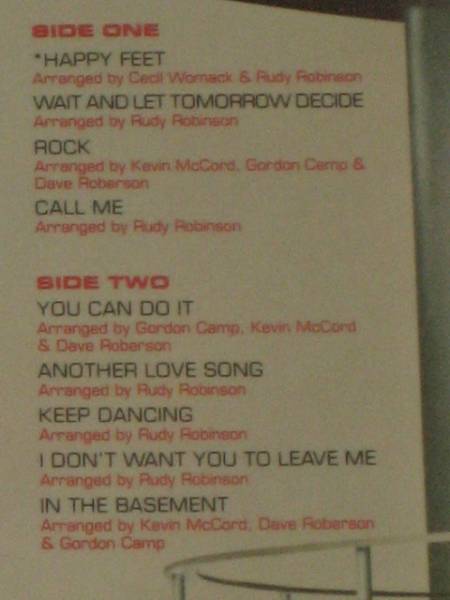 SIDE ONE
*HAPPY FEET
Arranged by Cecil Womack & Rudy Robinson
WAIT AND LET TOMORROW DECIDE
Arranged by Rudy Robinson
ROCK
Arranged by Kevin McCord, Gordon Camp &
Dave Roberson
CALL ME
Arranged by Rudy Robinson
SIDE TWO
YOU CAN DO IT
Arranged by Gordon Camp, Kevin McCord
& Dave Roberson
ANOTHER LOVE SONG
Arranged by Rudy Robinson
KEEP DANCING
Arranged by Rudy Robinson
I DON'T WANT YOU TO LEAVE ME
Arranged by Rudy Robinson
IN THE BASEMENT
Arranged by Kevin McCord, Dave Roberson
& Gordon Camp